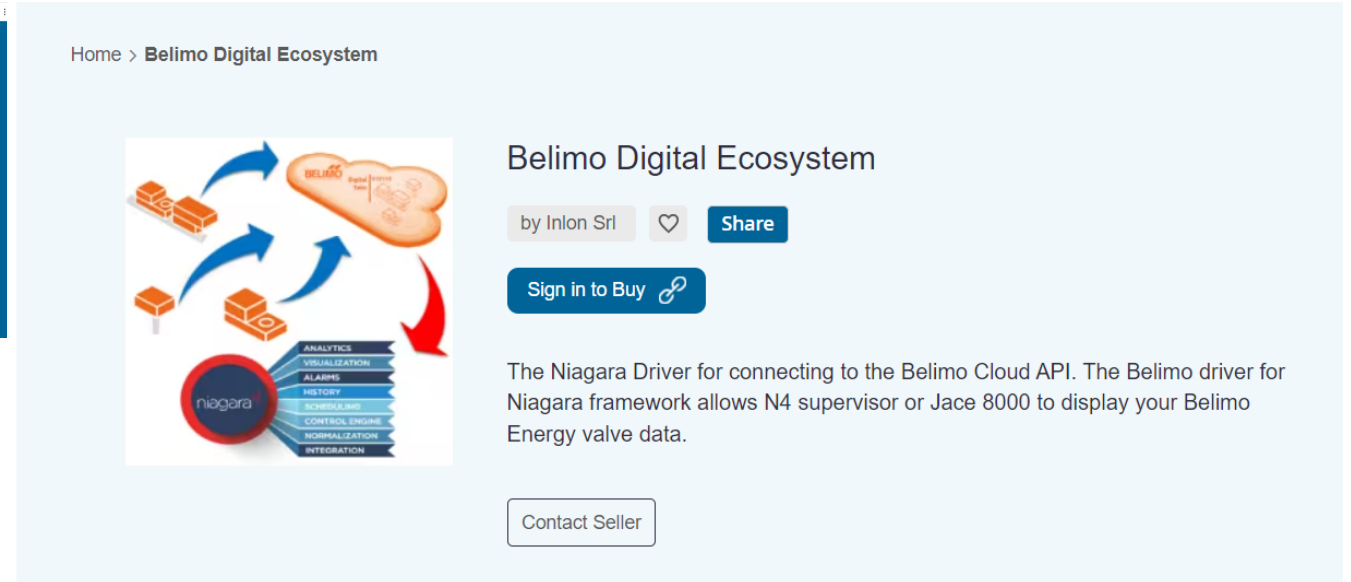 Home > Belimo Digital Ecosystem
BELIMO
Digital
Belimo Digital Ecosystem
by Inlon Srl
Share
Sign in to Buy
The Niagara Driver for connecting to the Belimo Cloud API. The Belimo driver for
Niagara framework allows N4 supervisor or Jace 8000 to display your Belimo
Energy valve data.
Contact Seller
niagara
ANALYTICS
VISUALIZATION
ALARMS
HISTORY
SCHEDULING
CONTROL ENGINE
NORMALIZATION
INTEGRATION